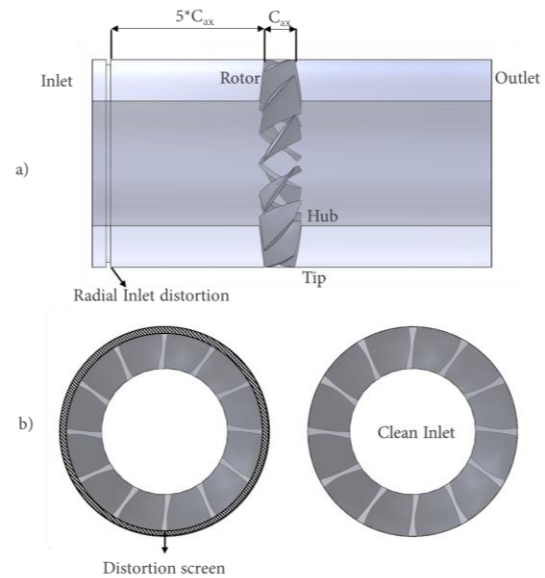 5*Cax
Cax
Inlet
Rotor
Outlet
a)
Hub
Tip
Radial Inlet distortion
b)
Clean Inlet
Distortion screen